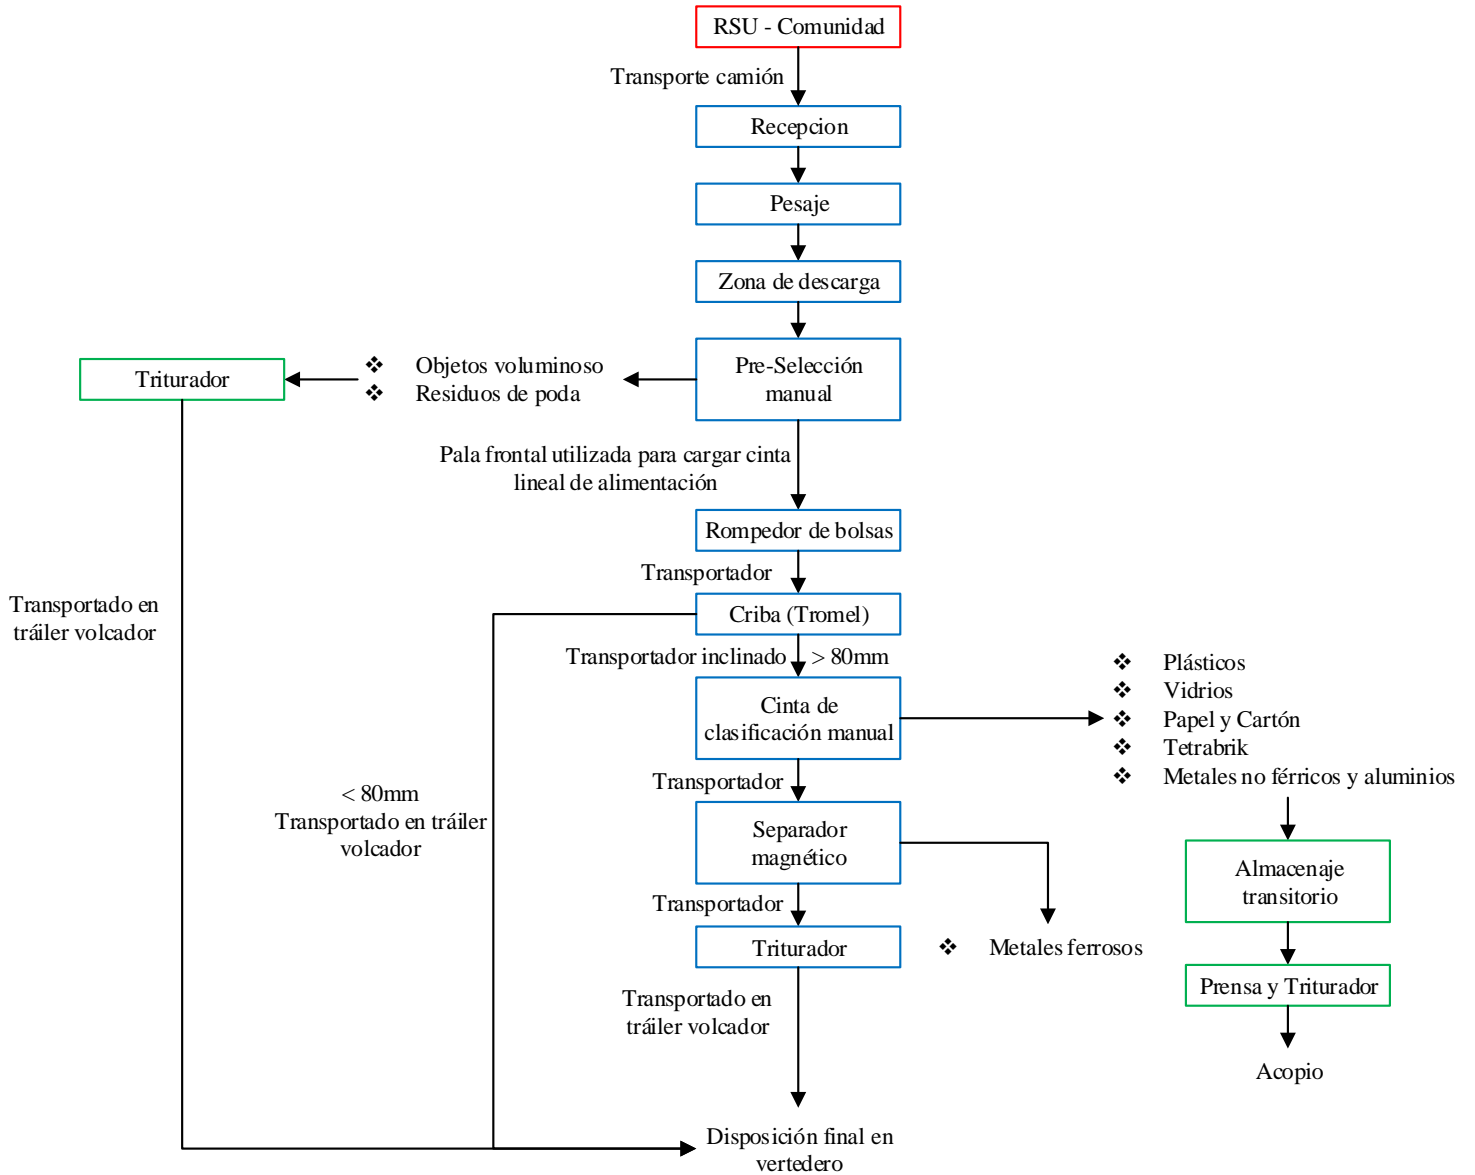 RSU - Comunidad
Transporte camión
Recepcion
Pesaje
Zona de descarga
Pre-Selección
manual
❖ Objetos voluminoso
❖ Residuos de poda
Triturador
Pala frontal utilizada para cargar cinta
lineal de alimentación
Rompedor de bolsas
Transportador
Transportado en
tráiler volcador
Criba (Tromel)
Transportador inclinado
> 80mm
Cinta de
clasificación manual
❖ Plásticos
❖ Vidrios
❖ Papel y Cartón
❖ Tetrabrik
❖ Metales no férricos y aluminios
Transportador
< 80mm
Transportado en tráiler
volcador
Separador
magnético
Almacenaje
transitorio
Transportador
Triturador
❖ Metales ferrosos
Prensa y Triturador
Transportado en
tráiler volcador
Acopio
Disposición final en
vertedero